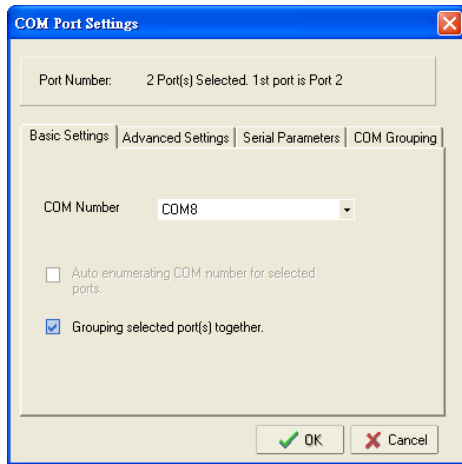 COM Port Settings
Port Number: 2 Port(s) Selected. 1st port is Port 2
Basic Settings Advanced Settings Serial Parameters COM Grouping
COM Number COM8
Auto enumerating COM number for selected
ports.
Grouping selected port(s) together.
OK Cancel